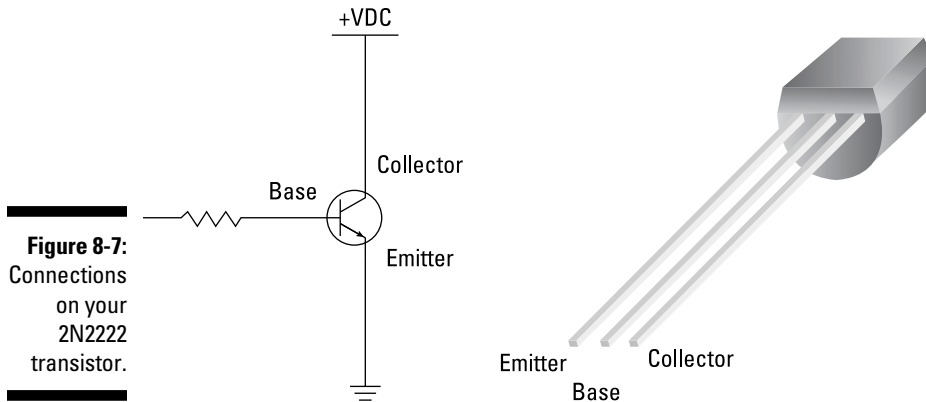 +VDC
Collector
Base
Emitter
Figure 8-7:
Connections
on your
2N2222
transistor.
Emitter
Base
Collector